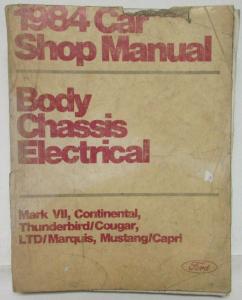 1984 Car
Shop Manual
Body
Chassis
Electrical
Mark VII, Continental,
Thunderbird/Cougar,
LTD/Marquis, Mustang/Capri
Ford